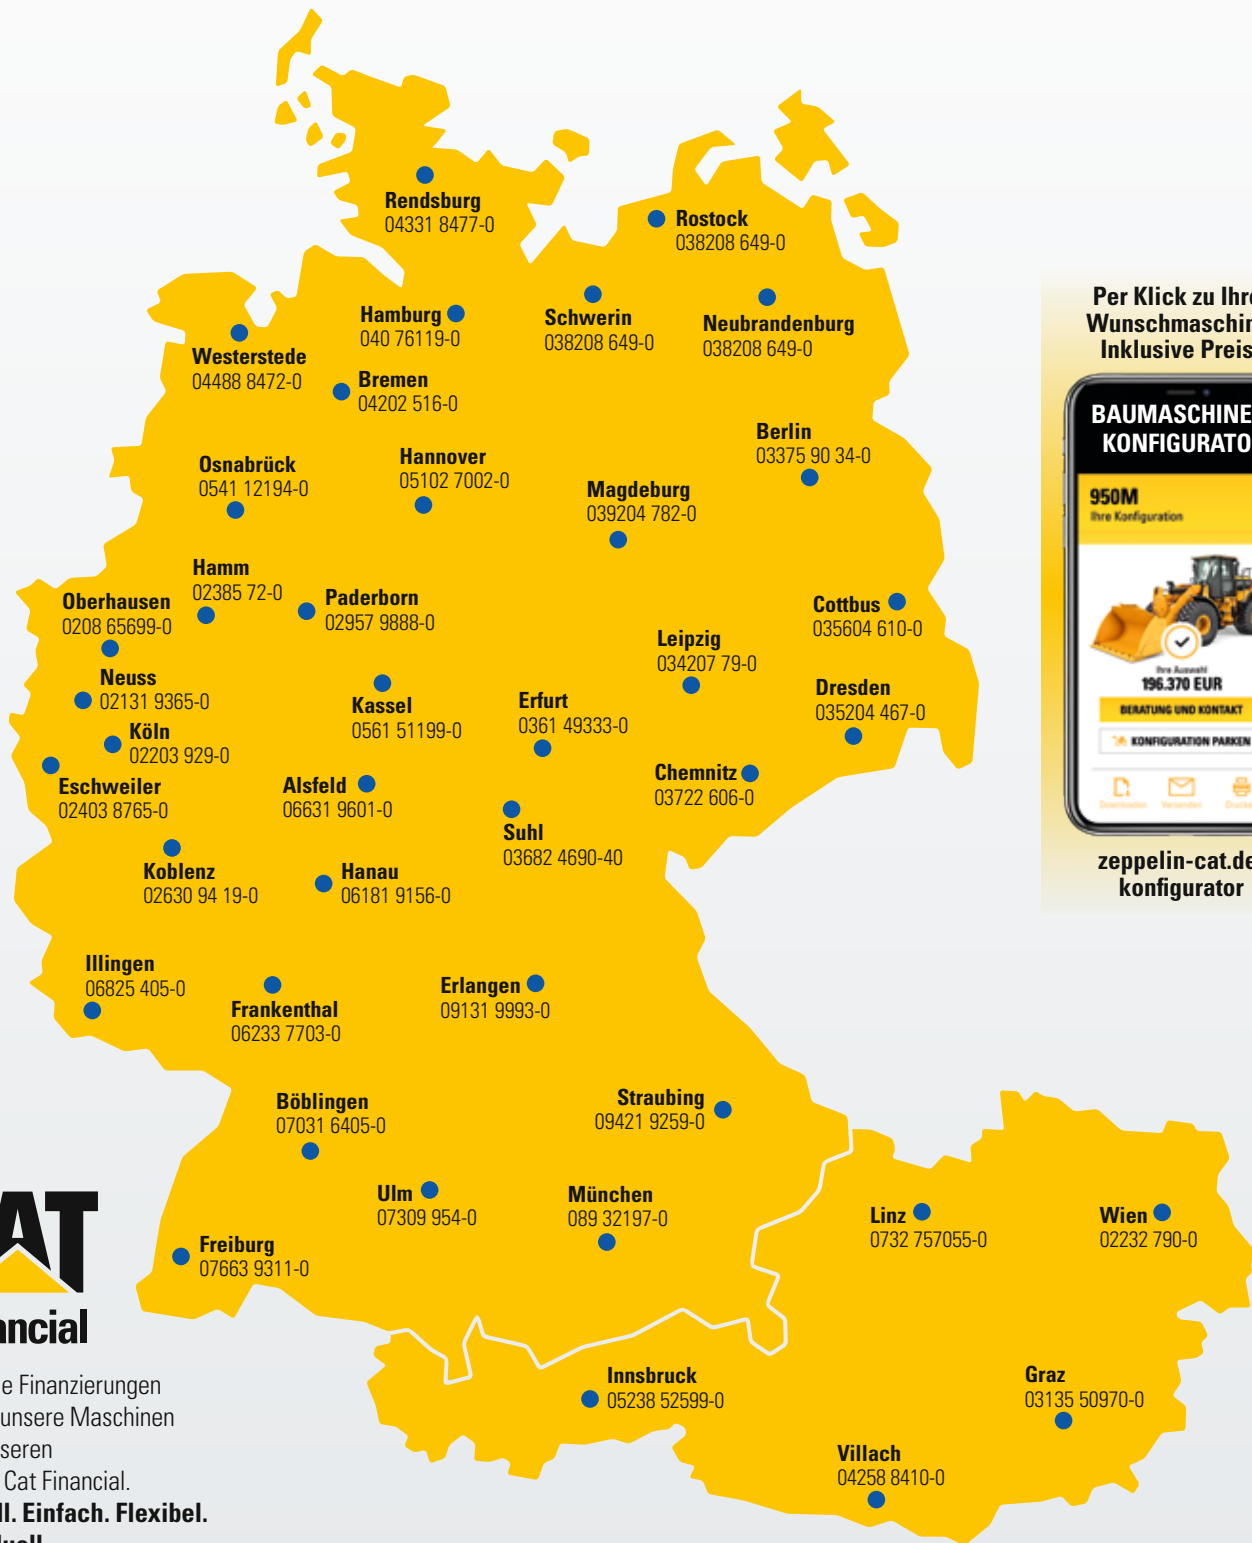 Rendsburg
04331 8477-0
Rostock
038208 649-0
Hamburg
040 76119-0
Schwerin
038208 649-0
Neubrandenburg
038208 649-0
Westerstede
04488 8472-0
Bremen
04202 516-0
Berlin
03375 90 34-0
Osnabrück
0541 12194-0
Hannover
05102 7002-0
Magdeburg
039204 782-0
Hamm
02385 72-0
Oberhausen
0208 65699-0
Paderborn
02957 9888-0
Cottbus
035604 610-0
Leipzig
034207 79-0
Neuss
02131 9365-0
Kassel
0561 51199-0
Erfurt
0361 49333-0
Dresden
035204 467-0
Köln
02203 929-0
Eschweiler
02403 8765-0
Alsfeld
06631 9601-0
Chemnitz
03722 606-0
Suhl
03682 4690-40
Koblenz
02630 94 19-0
Hanau
06181 9156-0
Illingen
06825 405-0
Frankenthal
06233 7703-0
Erlangen
09131 9993-0
Böblingen
07031 6405-0
Straubing
09421 9259-0
Ulm
07309 954-0
München
089 32197-0
Freiburg
07663 9311-0
Linz
0732 757055-0
Wien
02232 790-0
Innsbruck
05238 52599-0
Graz
03135 50970-0
Villach
04258 8410-0
Per Klick zu Ihre
Wunschmaschin
Inklusive Preis
BAUMASCHINE
KONFIGURATO
950M
Ihre Konfiguration
Ihre Auswahl
196.370 EUR
BERATUNG UND KONTAKT
KONFIGURATION PARKEN
Downloaden Versenden Drucke
zeppelin-cat.de
konfigurator
AT
ancial
e Finanzierungen
unsere Maschinen
seren
Cat Financial.
ll. Einfach. Flexibel.